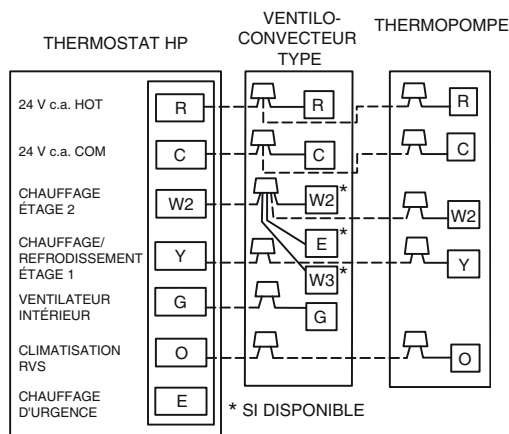 THERMOSTAT HP
VENTILO-
CONVECTEUR
TYPE
THERMOPOMPE
24 V c.a. HOT
R
R
R
24 V c.a. COM
C
C
C
CHAUFFAGE
ÉTAGE 2
W2
W2 *
W2
E *
W3 *
CHAUFFAGE/
REFRODISSEMENT
ÉTAGE 1
Y
Y
VENTILATEUR
INTÉRIEUR
G
G
CLIMATISATION
RVS
O
O
CHAUFFAGE
D'URGENCE
E
* SI DISPONIBLE